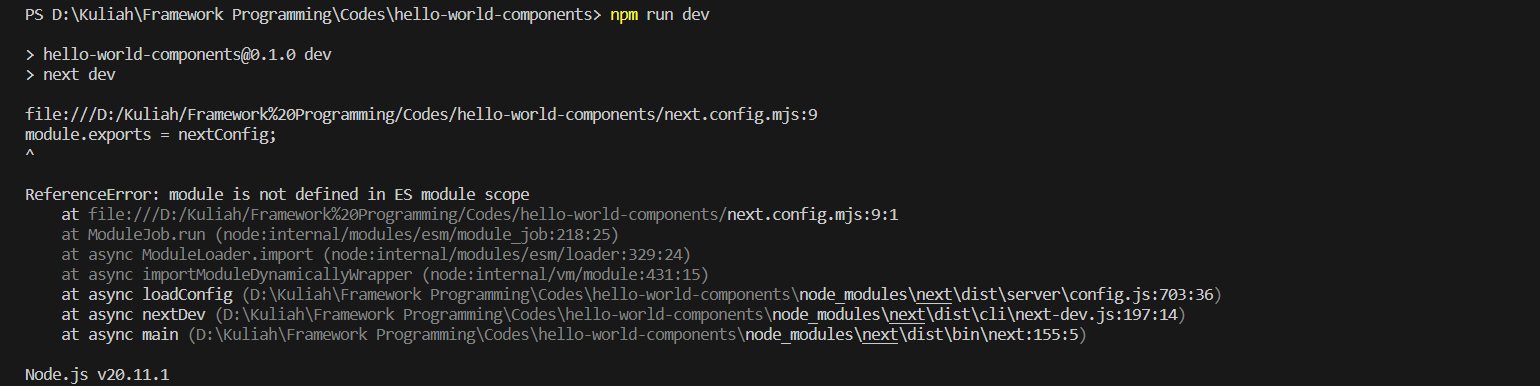 PS D:\Kuliah\Framework Programming\Codes\hello-world-components> npm run dev
> hello-world-components@0.1.0 dev
> next dev
file:///D:/Kuliah/Framework%20Programming/Codes/hello-world-components/next.config.mjs:9
module.exports = nextConfig;
^
ReferenceError: module is not defined in ES module scope
    at file:///D:/Kuliah/Framework%20Programming/Codes/hello-world-components/next.config.mjs:9:1
    at ModuleJob.run (node:internal/modules/esm/module_job:218:25)
    at async ModuleLoader.import (node:internal/modules/esm/loader:329:24)
    at async importModuleDynamicallyWrapper (node:internal/vm/module:431:15)
    at async loadConfig (D:\Kuliah\Framework Programming\Codes\hello-world-components\node_modules\next\dist\server\config.js:703:36)
    at async nextDev (D:\Kuliah\Framework Programming\Codes\hello-world-components\node_modules\next\dist\cli\next-dev.js:197:14)
    at async main (D:\Kuliah\Framework Programming\Codes\hello-world-components\node_modules\next\dist\bin\next:155:5)
Node.js v20.11.1